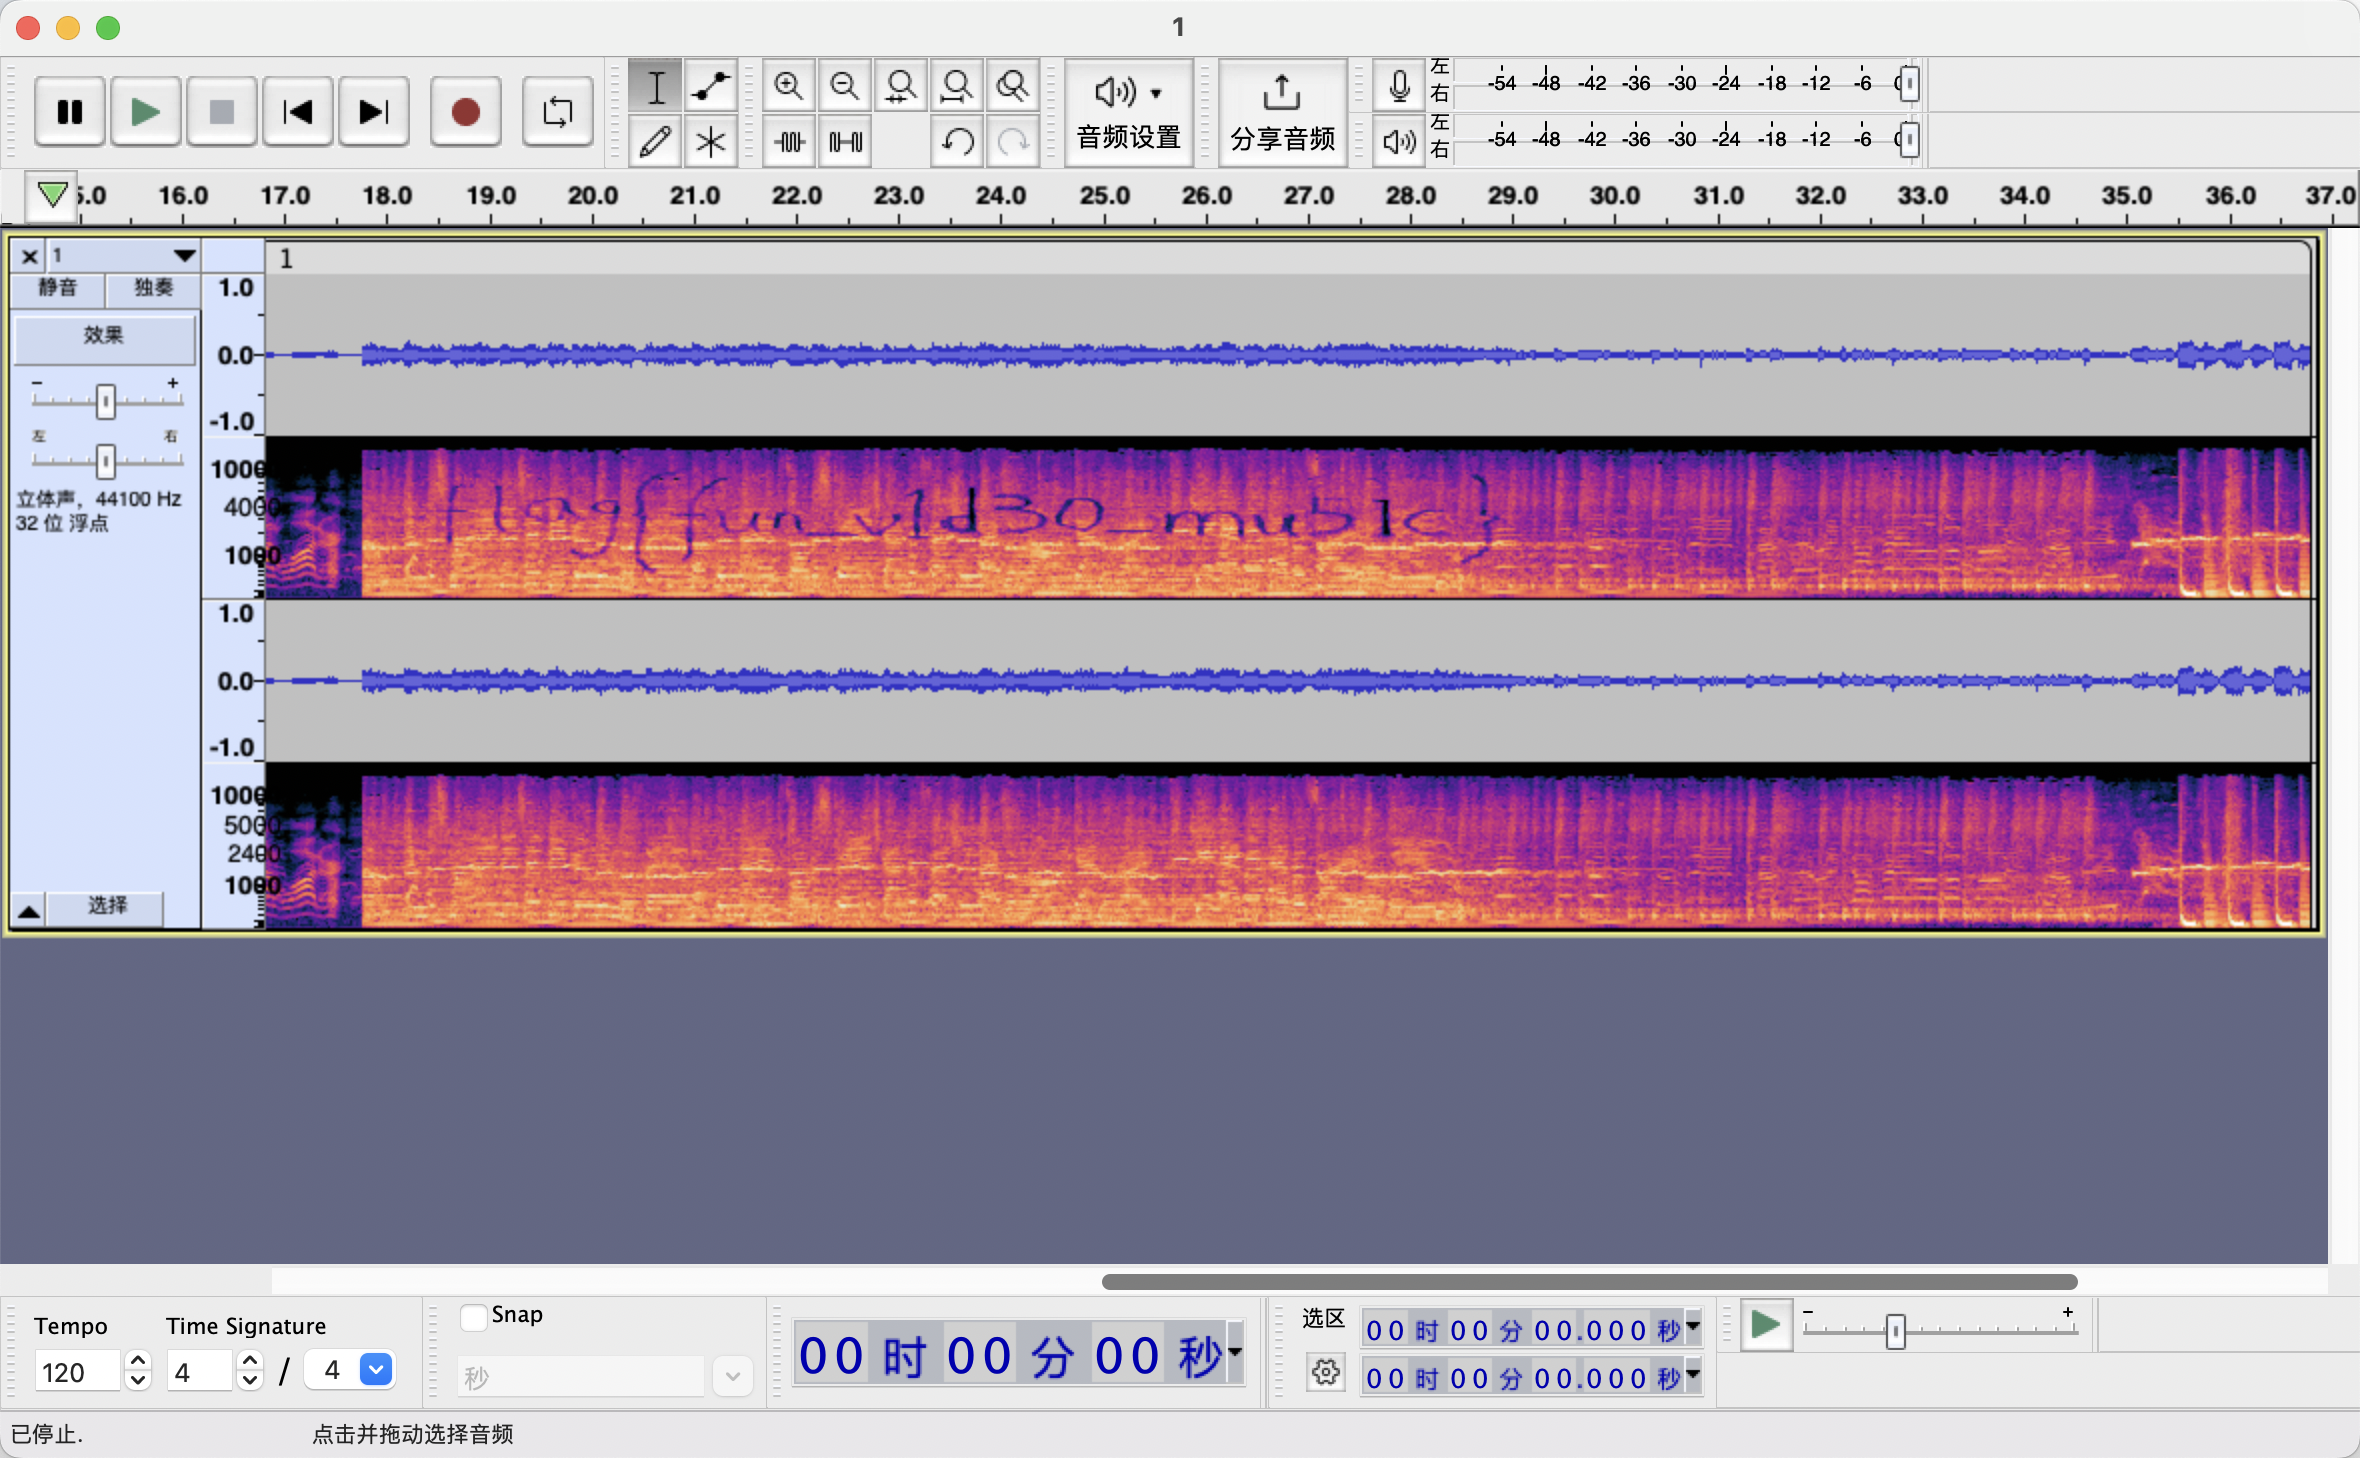 1
音频设置
分享音频
左
右
-54 -48 -42 -36 -30 -24 -18 -12 -6 0
左
右
-54 -48 -42 -36 -30 -24 -18 -12 -6 0
5.0 16.0 17.0 18.0 19.0 20.0 21.0 22.0 23.0 24.0 25.0 26.0 27.0 28.0 29.0 30.0 31.0 32.0 33.0 34.0 35.0 36.0 37.0
1
1
静音 独奏
效果
- +
左 右
立体声，44100 Hz
32 位 浮点
1.0
0.0
-1.0
1000
4000
1000
flag{fun_v1d30_mus1c}
1.0
0.0
-1.0
1000
5000
2400
1000
选择
Tempo
120
Time Signature
4 / 4
Snap
秒
00 时 00 分 00 秒
选区
00 时 00 分 00.000 秒
00 时 00 分 00.000 秒
- +
已停止.
点击并拖动选择音频